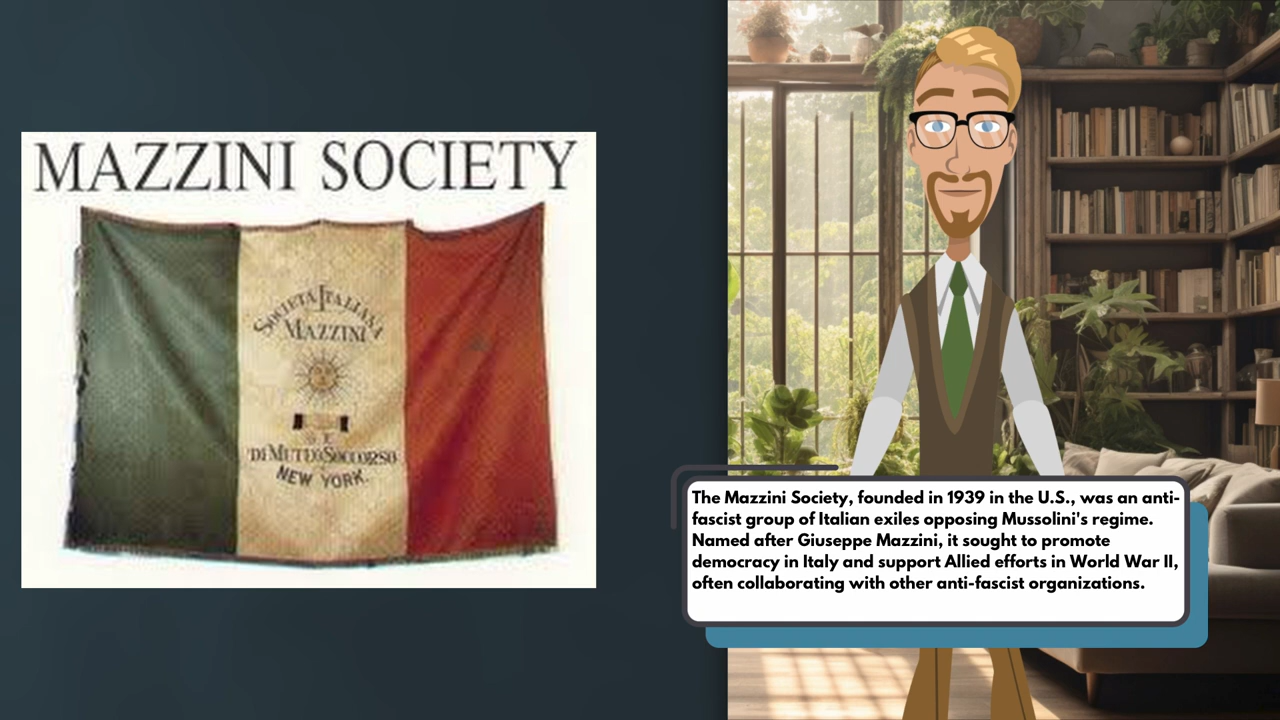 MAZZINI SOCIETY
SOCIETA ITALIANA
MAZZINI
DI MUTUO SOCCORSO
NEW YORK.
The Mazzini Society, founded in 1939 in the U.S., was an anti-
fascist group of Italian exiles opposing Mussolini's regime.
Named after Giuseppe Mazzini, it sought to promote
democracy in Italy and support Allied efforts in World War II,
often collaborating with other anti-fascist organizations.